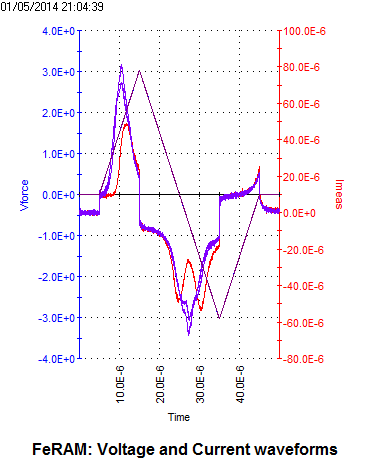 01/05/2014 21:04:39
4.0E+0
3.0E+0
2.0E+0
1.0E+0
0.0E+0
-1.0E+0
-2.0E+0
-3.0E+0
-4.0E+0
Vforce
100.0E-6
80.0E-6
60.0E-6
40.0E-6
20.0E-6
00.0E+0
-20.0E-6
-40.0E-6
-60.0E-6
-80.0E-6
Imeas
10.0E-6
20.0E-6
30.0E-6
40.0E-6
Time
FeRAM: Voltage and Current waveforms